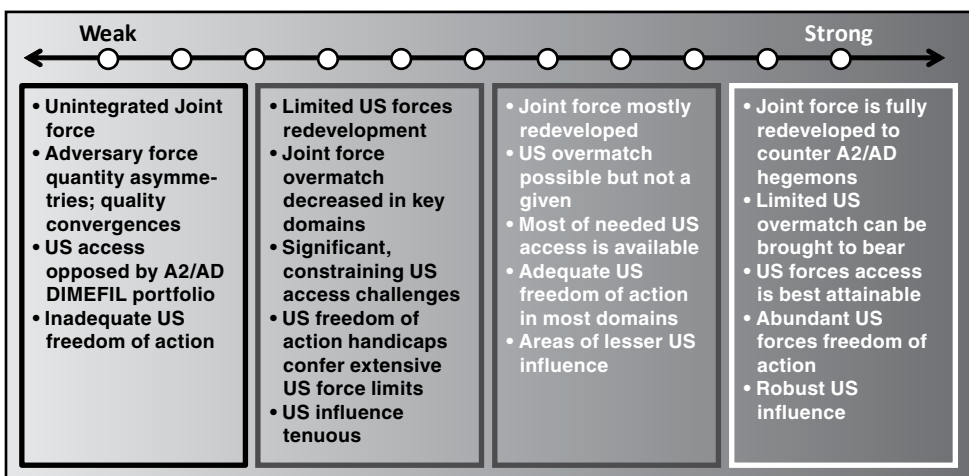 Weak
Strong
• Unintegrated Joint
force
• Adversary force
quantity asymme-
tries; quality
convergences
• US access
opposed by A2/AD
DIMEFIL portfolio
• Inadequate US
freedom of action
• Limited US forces
redevelopment
• Joint force
overmatch
decreased in key
domains
• Significant,
constraining US
access challenges
• US freedom of
action handicaps
confer extensive
US force limits
• US influence
tenuous
• Joint force mostly
redeveloped
• US overmatch
possible but not a
given
• Most of needed US
access is available
• Adequate US
freedom of action
in most domains
• Areas of lesser US
influence
• Joint force is fully
redeveloped to
counter A2/AD
hegemons
• Limited US
overmatch can be
brought to bear
• US forces access
is best attainable
• Abundant US
forces freedom of
action
• Robust US
influence